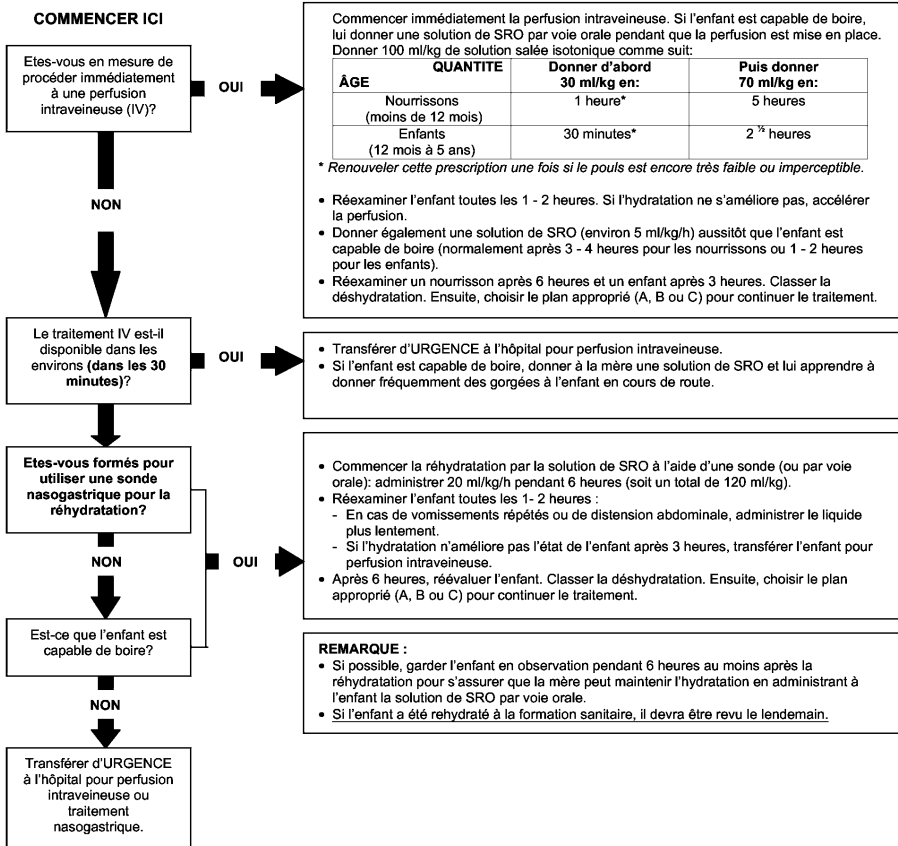 COMMENCER ICI
Etes-vous en mesure de
procéder immédiatement
à une perfusion
intraveineuse (IV)?
OUI
Commencer immédiatement la perfusion intraveineuse. Si l'enfant est capable de boire,
lui donner une solution de SRO par voie orale pendant que la perfusion est mise en place.
Donner 100 ml/kg de solution salée isotonique comme suit:
QUANTITE
ÂGE
Donner d'abord
30 ml/kg en:
Puis donner
70 ml/kg en:
Nourrissons
(moins de 12 mois)
1 heure*
5 heures
Enfants
(12 mois à 5 ans)
30 minutes*
2 ½ heures
* Renouveler cette prescription une fois si le pouls est encore très faible ou imperceptible.
• Réexaminer l'enfant toutes les 1 - 2 heures. Si l'hydratation ne s'améliore pas, accélérer
la perfusion.
• Donner également une solution de SRO (environ 5 ml/kg/h) aussitôt que l'enfant est
capable de boire (normalement après 3 - 4 heures pour les nourrissons ou 1 - 2 heures
pour les enfants).
• Réexaminer un nourrisson après 6 heures et un enfant après 3 heures. Classer la
déshydratation. Ensuite, choisir le plan approprié (A, B ou C) pour continuer le traitement.
NON
Le traitement IV est-il
disponible dans les
environs (dans les 30
minutes)?
OUI
• Transférer d'URGENCE à l'hôpital pour perfusion intraveineuse.
• Si l'enfant est capable de boire, donner à la mère une solution de SRO et lui apprendre à
donner fréquemment des gorgées à l'enfant en cours de route.
Etes-vous formés pour
utiliser une sonde
nasogastrique pour la
réhydratation?
NON
OUI
• Commencer la réhydratation par la solution de SRO à l'aide d'une sonde (ou par voie
orale): administrer 20 ml/kg/h pendant 6 heures (soit un total de 120 ml/kg).
• Réexaminer l'enfant toutes les 1- 2 heures :
- En cas de vomissements répétés ou de distension abdominale, administrer le liquide
plus lentement.
- Si l'hydratation n'améliore pas l'état de l'enfant après 3 heures, transférer l'enfant pour
perfusion intraveineuse.
• Après 6 heures, réévaluer l'enfant. Classer la déshydratation. Ensuite, choisir le plan
approprié (A, B ou C) pour continuer le traitement.
Est-ce que l'enfant est
capable de boire?
NON
REMARQUE :
• Si possible, garder l'enfant en observation pendant 6 heures au moins après la
réhydratation pour s'assurer que la mère peut maintenir l'hydratation en administrant à
l'enfant la solution de SRO par voie orale.
• Si l'enfant a été rehydraté à la formation sanitaire, il devra être revu le lendemain.
Transférer d'URGENCE
à l'hôpital pour perfusion
intraveineuse ou
traitement
nasogastrique.